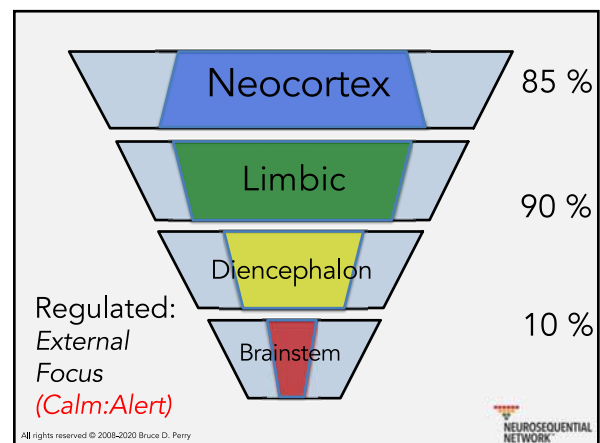 Neocortex
85 %
Limbic
90 %
Diencephalon
Regulated:
10 %
External
Brainstem
Focus
(Calm:Alert)
All rights reserved © 2008-2020 Bruce D. Perry
NEUROSEQUENTIAL
NETWORK™